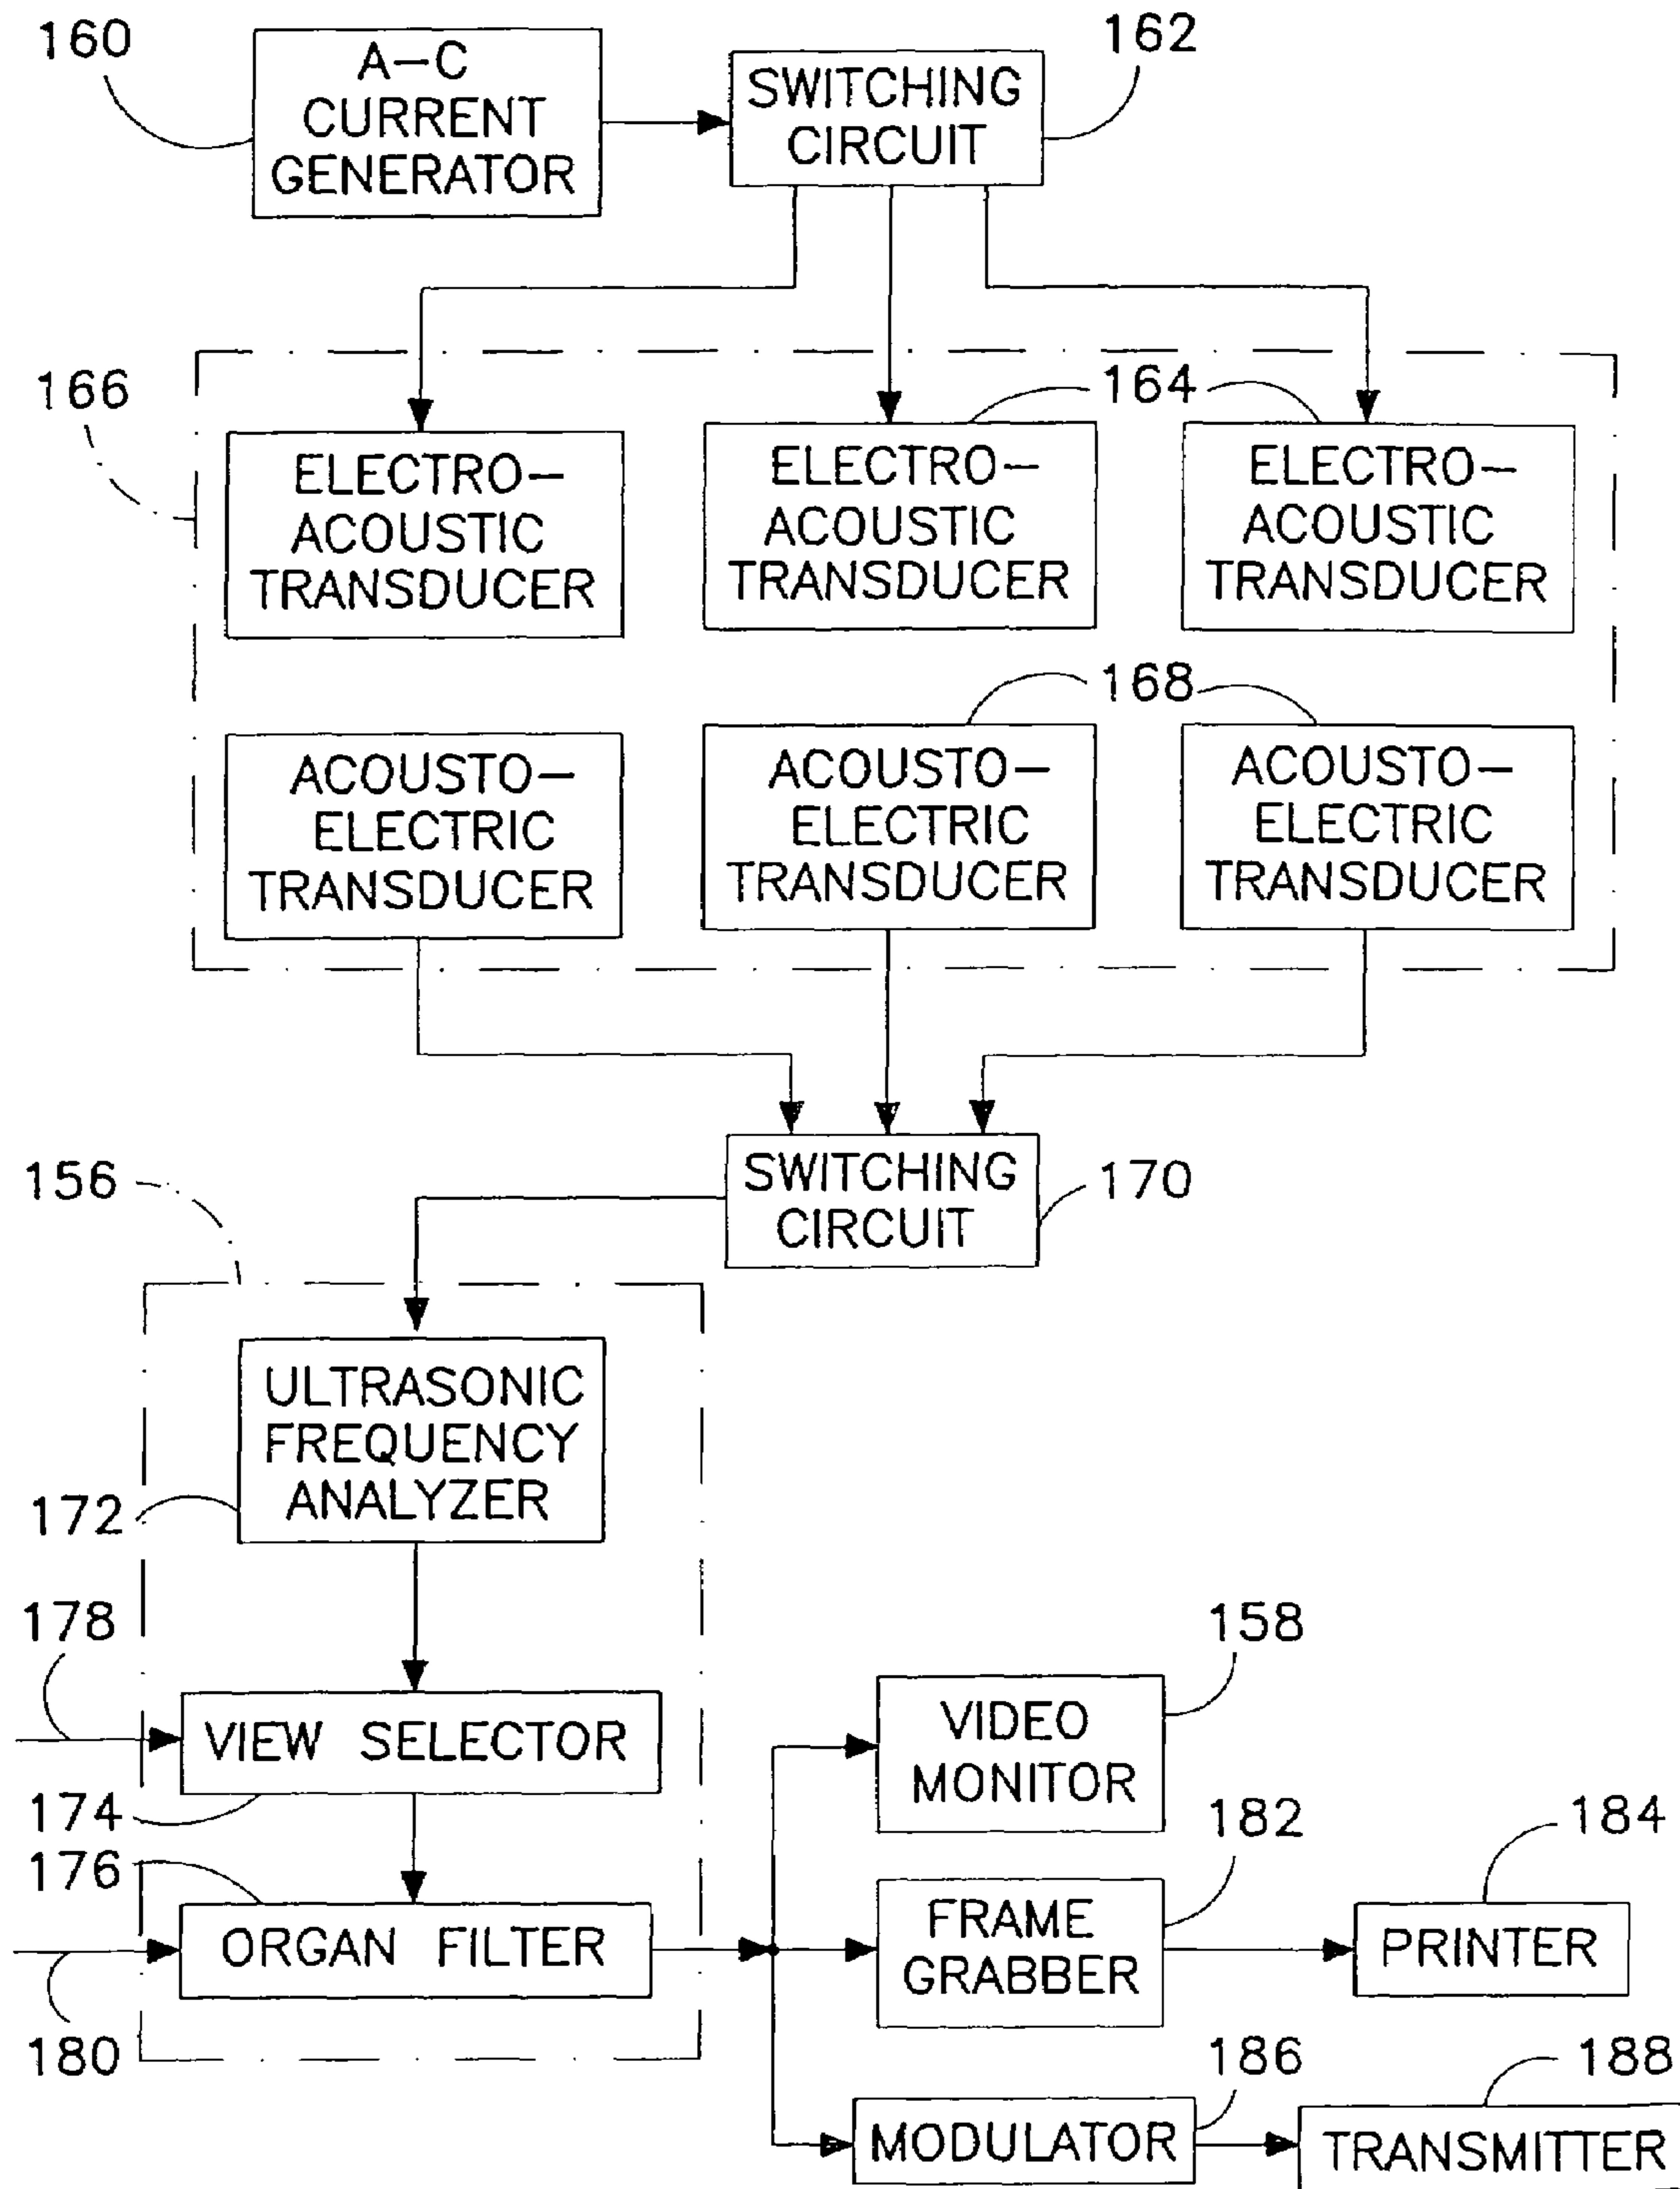 160
A-C
CURRENT
GENERATOR
162
SWITCHING
CIRCUIT
166
164
ELECTRO-
ACOUSTIC
TRANSDUCER
ELECTRO-
ACOUSTIC
TRANSDUCER
ELECTRO-
ACOUSTIC
TRANSDUCER
168
ACOUSTO-
ELECTRIC
TRANSDUCER
ACOUSTO-
ELECTRIC
TRANSDUCER
ACOUSTO-
ELECTRIC
TRANSDUCER
156
SWITCHING
CIRCUIT
170
ULTRASONIC
FREQUENCY
ANALYZER
172
178
VIEW SELECTOR
174
176
ORGAN FILTER
180
158
VIDEO
MONITOR
182
FRAME
GRABBER
184
PRINTER
186
MODULATOR
188
TRANSMITTER